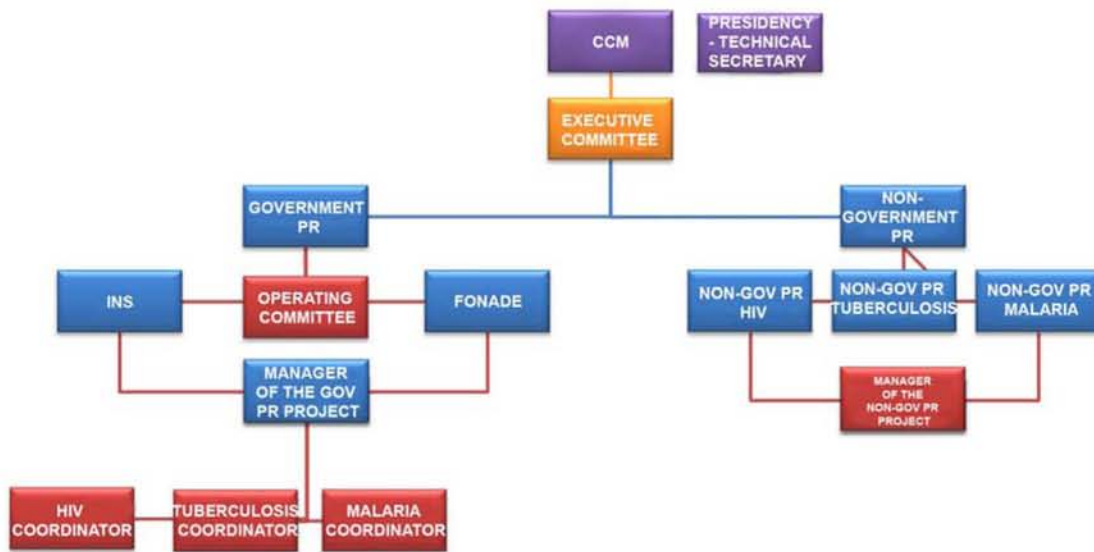 CCM
PRESIDENCY
- TECHNICAL
SECRETARY
EXECUTIVE
COMMITTEE
GOVERNMENT
PR
NON-
GOVERNMENT
PR
INS
OPERATING
COMMITTEE
FONADE
NON-GOV PR
HIV
NON-GOV PR
TUBERCULOSIS
NON-GOV PR
MALARIA
MANAGER
OF THE GOV
PR PROJECT
MANAGER
OF THE
NON-GOV PR
PROJECT
HIV
COORDINATOR
TUBERCULOSIS
COORDINATOR
MALARIA
COORDINATOR